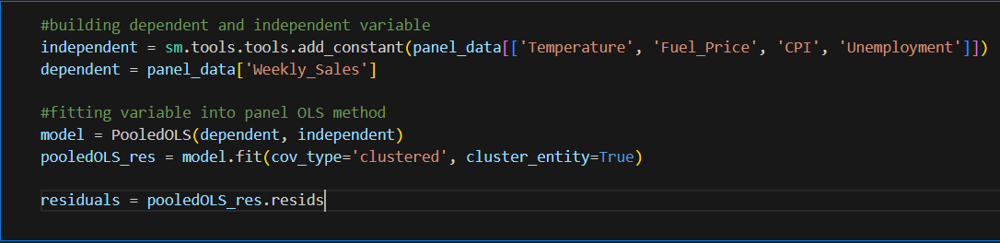 #building dependent and independent variable
independent = sm.tools.tools.add_constant(panel_data[['Temperature', 'Fuel_Price', 'CPI', 'Unemployment']])
dependent = panel_data['Weekly_Sales']
#fitting variable into panel OLS method
model = PooledOLS(dependent, independent)
pooledOLS_res = model.fit(cov_type='clustered', cluster_entity=True)
residuals = pooledOLS_res.resids